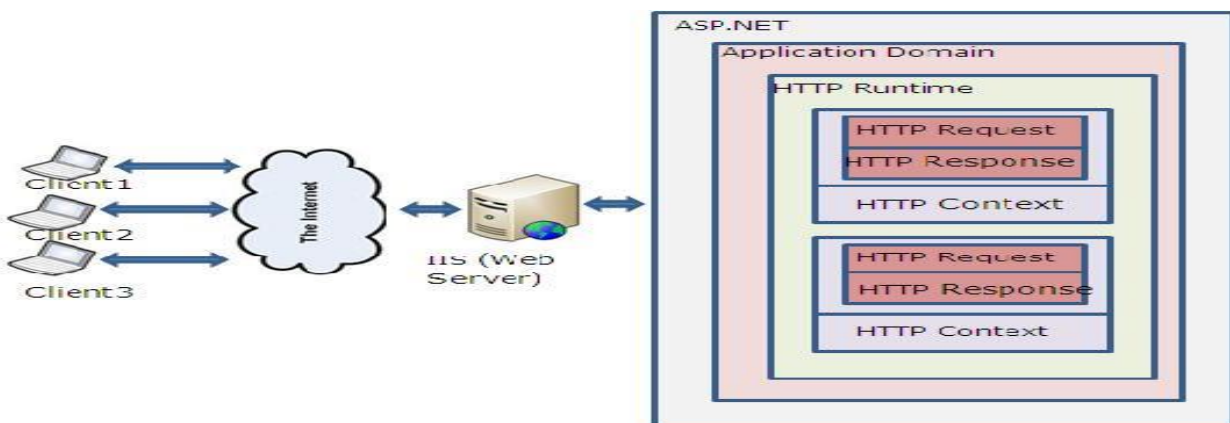 ASP.NET
Application Domain
HTTP Runtime
HTTP Request
HTTP Response
HTTP Context
HTTP Request
HTTP Response
HTTP Context
Client1
Client2
Client3
The Internet
IIS (Web
Server)